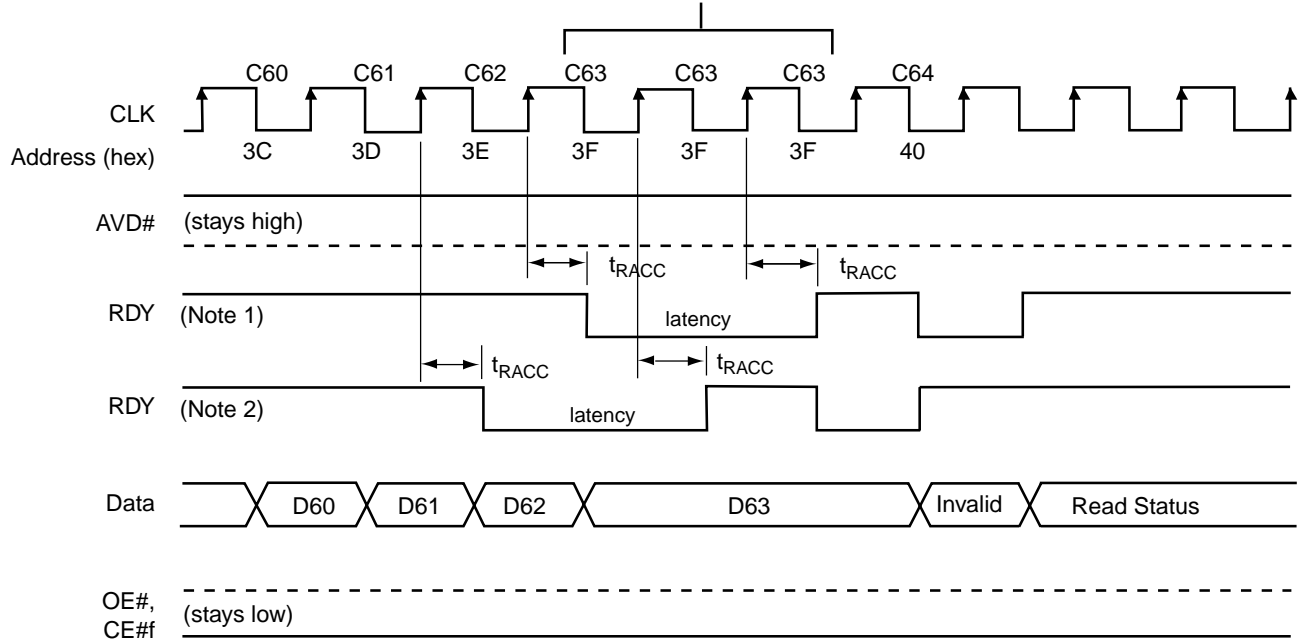 C60 C61 C62 C63 C63 C63 C64
CLK
Address (hex) 3C 3D 3E 3F 3F 3F 40
AVD# (stays high)
tRACC tRACC
RDY (Note 1) latency
tRACC tRACC
RDY (Note 2) latency
Data D60 D61 D62 D63 Invalid Read Status
OE#,
CE#f (stays low)